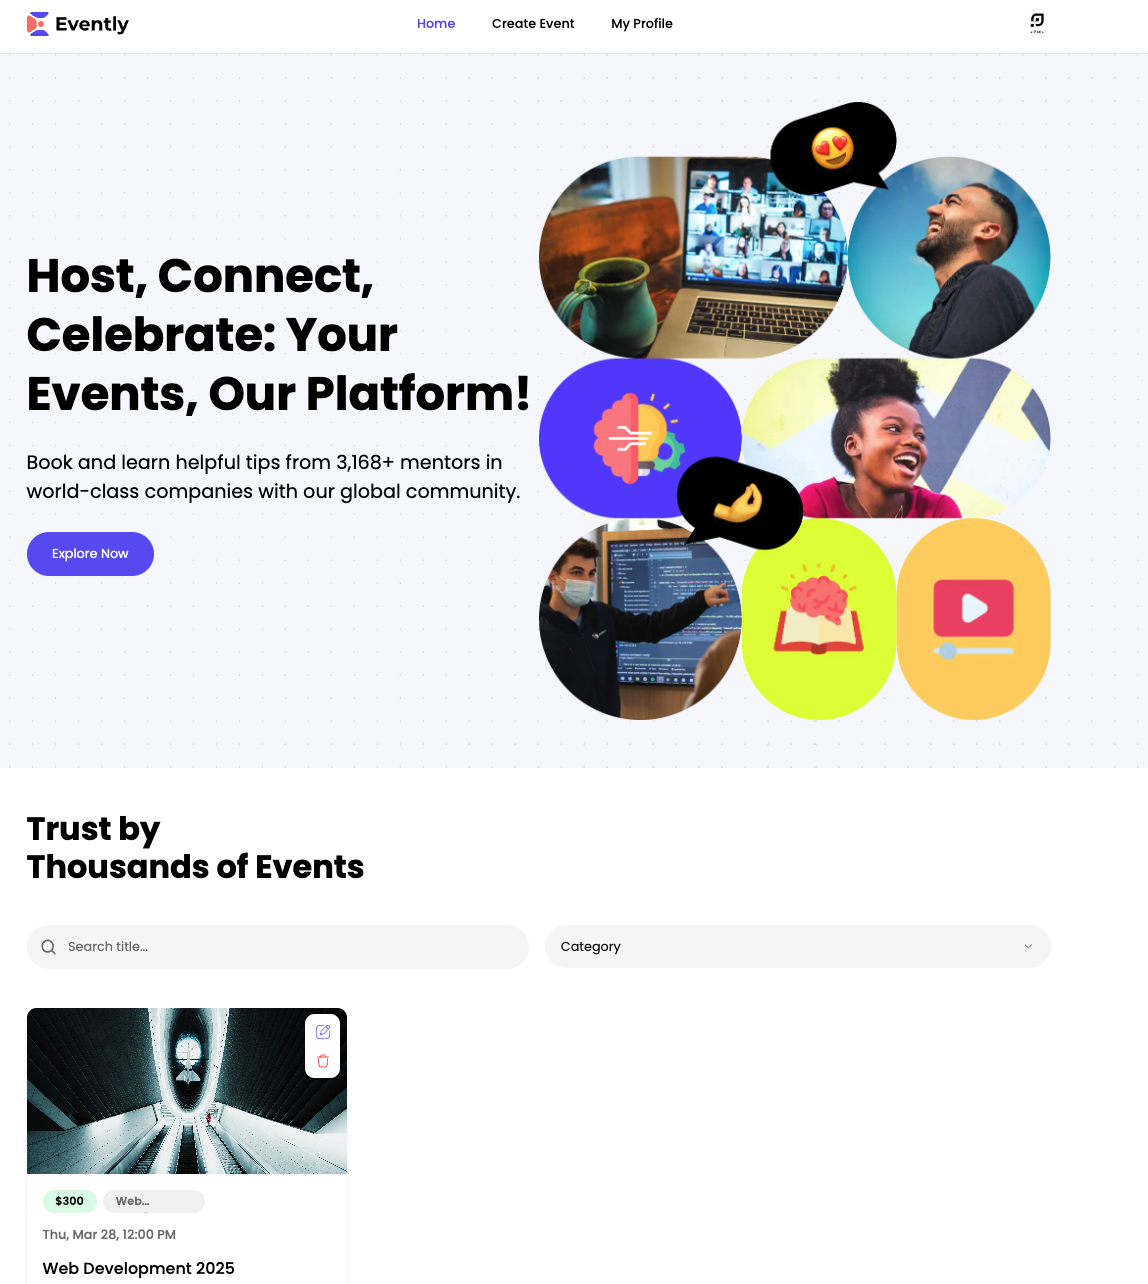 Evently
Home
Create Event
My Profile
Host, Connect,
Celebrate: Your
Events, Our Platform!
Book and learn helpful tips from 3,168+ mentors in
world-class companies with our global community.
Explore Now
Trust by
Thousands of Events
Search title...
Category
$300
Web...
Thu, Mar 28, 12:00 PM
Web Development 2025